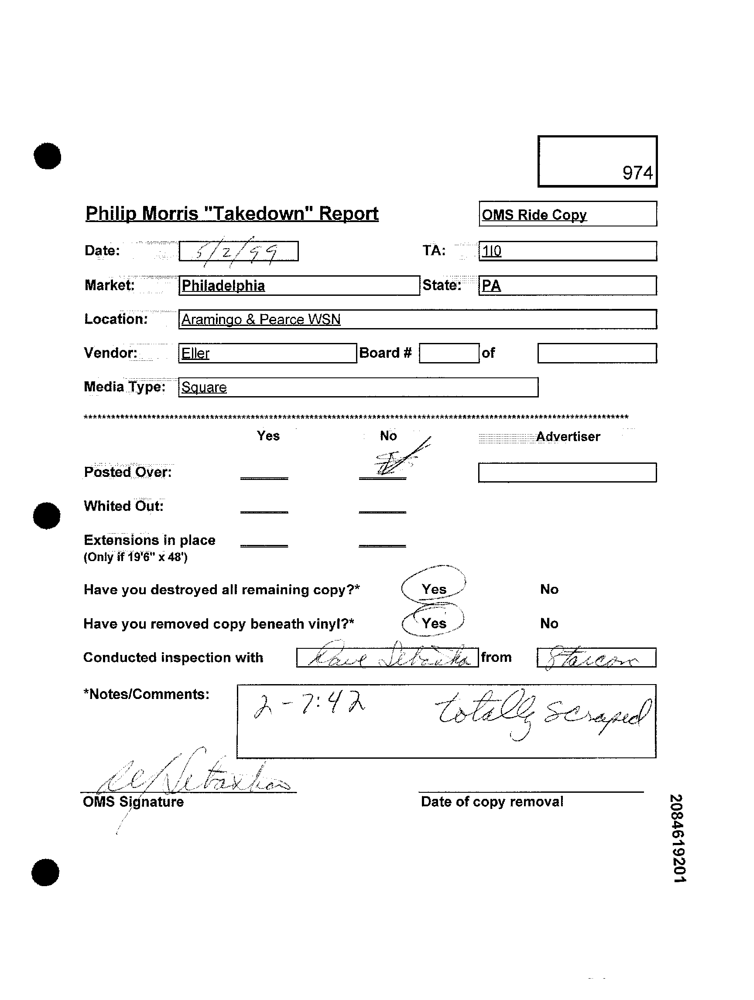 974
Philip Morris "Takedown" Report OMS Ride Copy
Date: 5/2/99 TA: 110
Market: Philadelphia State: PA
Location: Aramingo & Pearce WSN
Vendor: Eller Board # of
Media Type: Square
Yes No Advertiser
Posted Over:
Whited Out:
Extensions in place
(Only if 19'6" x 48')
Have you destroyed all remaining copy?* Yes No
Have you removed copy beneath vinyl?* Yes No
Conducted inspection with from Starcom
*Notes/Comments: 2-7:42 totally scraped
OMS Signature Date of copy removal
2084619201